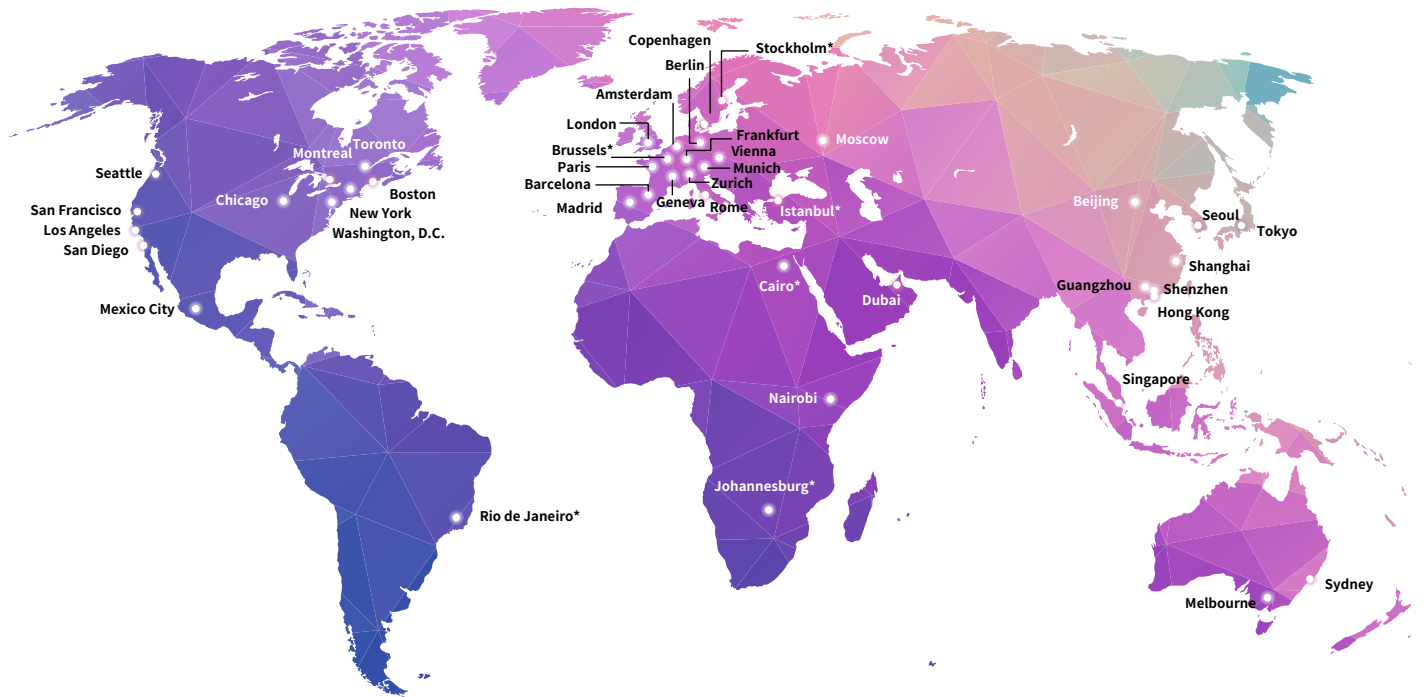 Copenhagen
Stockholm*
Berlin
Amsterdam
London
Frankfurt
Brussels*
Vienna
Moscow
Paris
Munich
Barcelona
Zurich
Madrid
Geneva
Rome
Istanbul*
Montreal
Toronto
Seattle
Chicago
Boston
San Francisco
New York
Los Angeles
Washington, D.C.
San Diego
Mexico City
Rio de Janeiro*
Cairo*
Dubai
Nairobi
Johannesburg*
Beijing
Seoul
Tokyo
Shanghai
Guangzhou
Shenzhen
Hong Kong
Singapore
Sydney
Melbourne